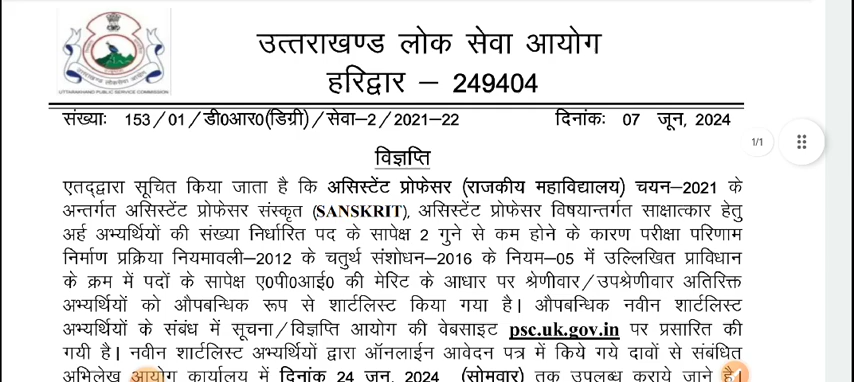 उत्तराखण्ड लोक सेवा आयोग
हरिद्वार – 249404
UTTARAKHAND PUBLIC SERVICE COMMISSION
संख्याः 153/01/डी0आर0(डिग्री)/सेवा–2/2021–22 दिनांकः 07 जून, 2024
1/1
विज्ञप्ति
एतद्द्वारा सूचित किया जाता है कि असिस्टेंट प्रोफेसर (राजकीय महाविद्यालय) चयन–2021 के
अन्तर्गत असिस्टेंट प्रोफेसर संस्कृत (SANSKRIT), असिस्टेंट प्रोफेसर विषयान्तर्गत साक्षात्कार हेतु
अर्ह अभ्यर्थियों की संख्या निर्धारित पद के सापेक्ष 2 गुने से कम होने के कारण परीक्षा परिणाम
निर्माण प्रक्रिया नियमावली–2012 के चतुर्थ संशोधन–2016 के नियम–05 में उल्लिखित प्राविधान
के क्रम में पदों के सापेक्ष ए0पी0आई0 की मेरिट के आधार पर श्रेणीवार/उपश्रेणीवार अतिरिक्त
अभ्यर्थियों को औपबन्धिक रूप से शार्टलिस्ट किया गया है। औपबन्धिक नवीन शार्टलिस्ट
अभ्यर्थियों के संबंध में सूचना/विज्ञप्ति आयोग की वेबसाइट psc.uk.gov.in पर प्रसारित की
गयी है। नवीन शार्टलिस्ट अभ्यर्थियों द्वारा ऑनलाईन आवेदन पत्र में किये गये दावों से संबंधित
अभिलेख आयोग कार्यालय में दिनांक 24 जून, 2024 (सोमवार) तक उपलब्ध कराये जाने है।